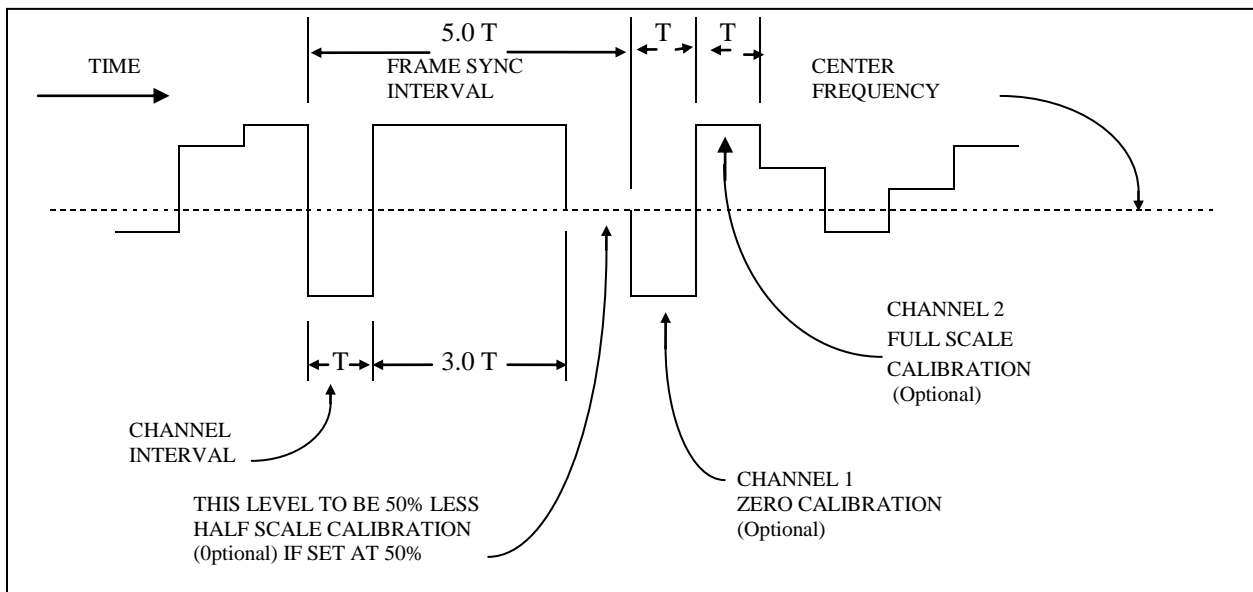 5.0 T
T
T
TIME
FRAME SYNC
INTERVAL
CENTER
FREQUENCY
T
3.0 T
CHANNEL 2
FULL SCALE
CALIBRATION
(Optional)
CHANNEL
INTERVAL
THIS LEVEL TO BE 50% LESS
HALF SCALE CALIBRATION
(0ptional) IF SET AT 50%
CHANNEL 1
ZERO CALIBRATION
(Optional)